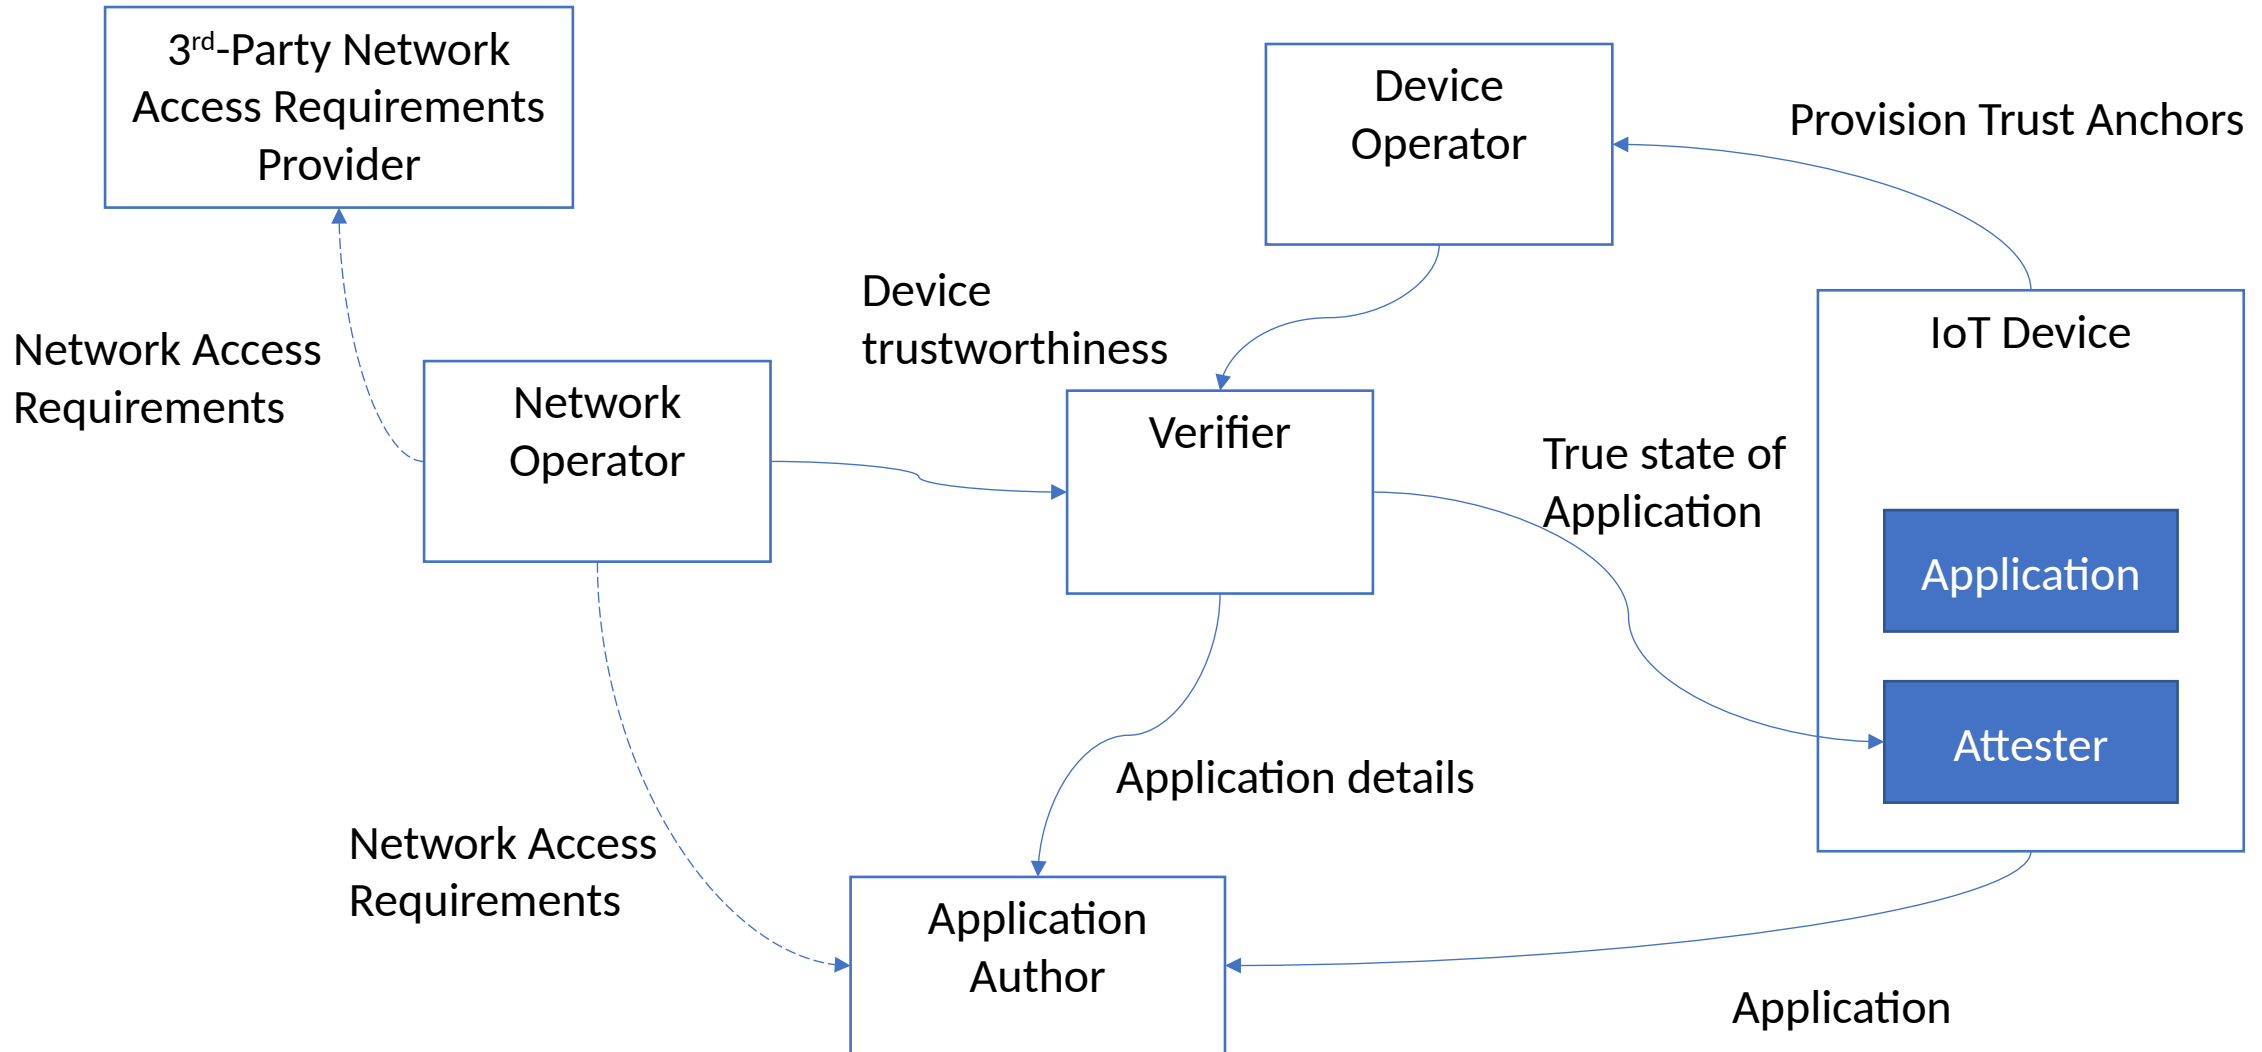 3rd-Party Network
Access Requirements
Provider
Device
Operator
Provision Trust Anchors
Device
trustworthiness
Network Access
Requirements
Network
Operator
Verifier
True state of
Application
IoT Device
Application
Attester
Application details
Network Access
Requirements
Application
Author
Application